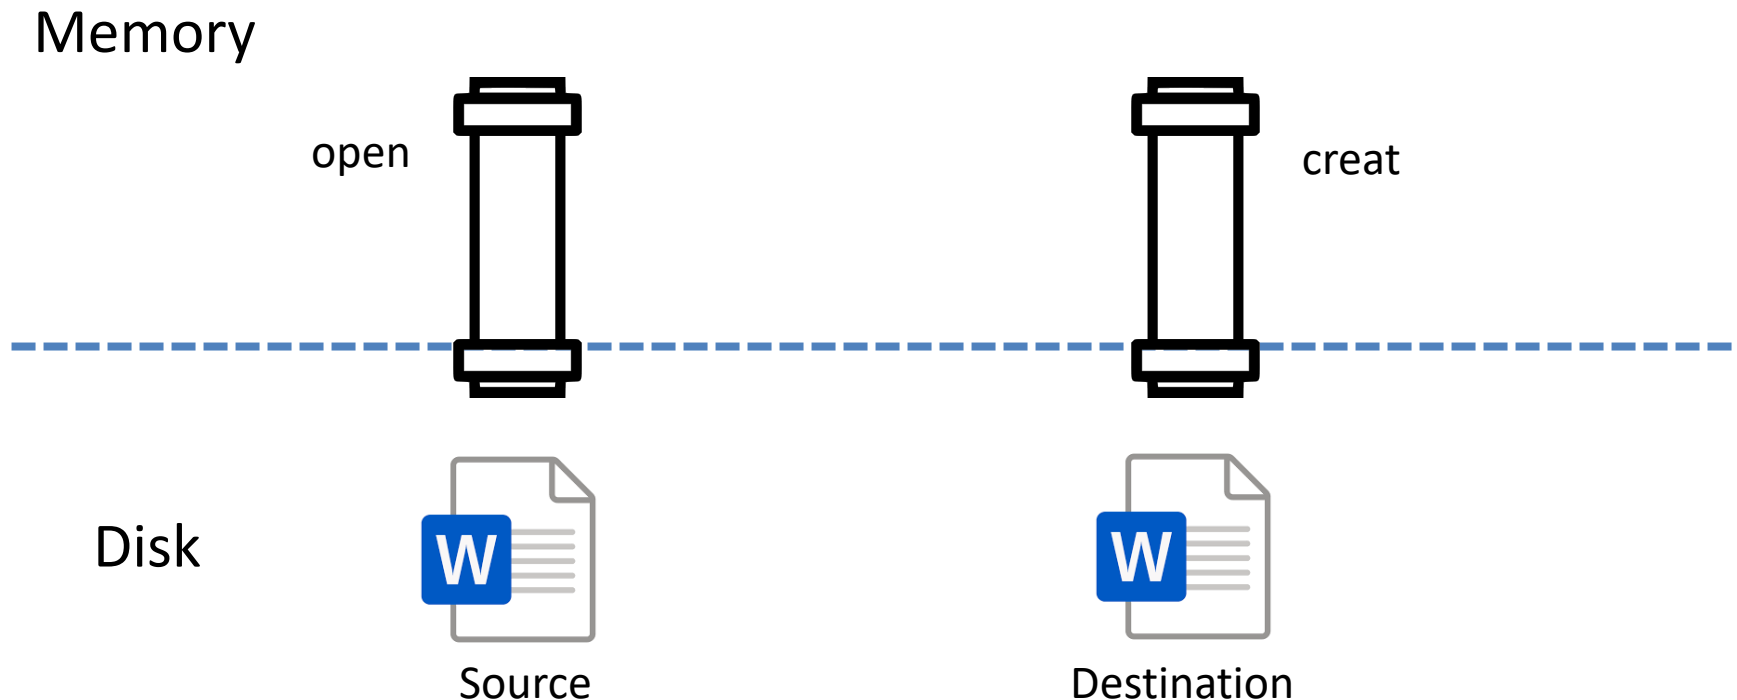 Memory
open
creat
W
W
Disk
Source
Destination